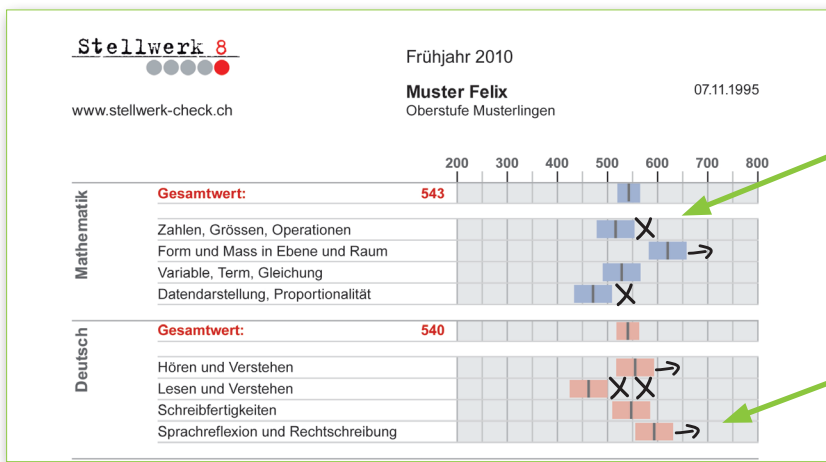 Stellwerk 8
Frühjahr 2010
Muster Felix 07.11.1995
www.stellwerk-check.ch Oberstufe Musterlingen
200 300 400 500 600 700 800
Mathematik
Gesamtwert: 543
Zahlen, Grössen, Operationen
Form und Mass in Ebene und Raum
Variable, Term, Gleichung
Datendarstellung, Proportionalität
Deutsch
Gesamtwert: 540
Hören und Verstehen
Lesen und Verstehen
Schreibfertigkeiten
Sprachreflexion und Rechtschreibung